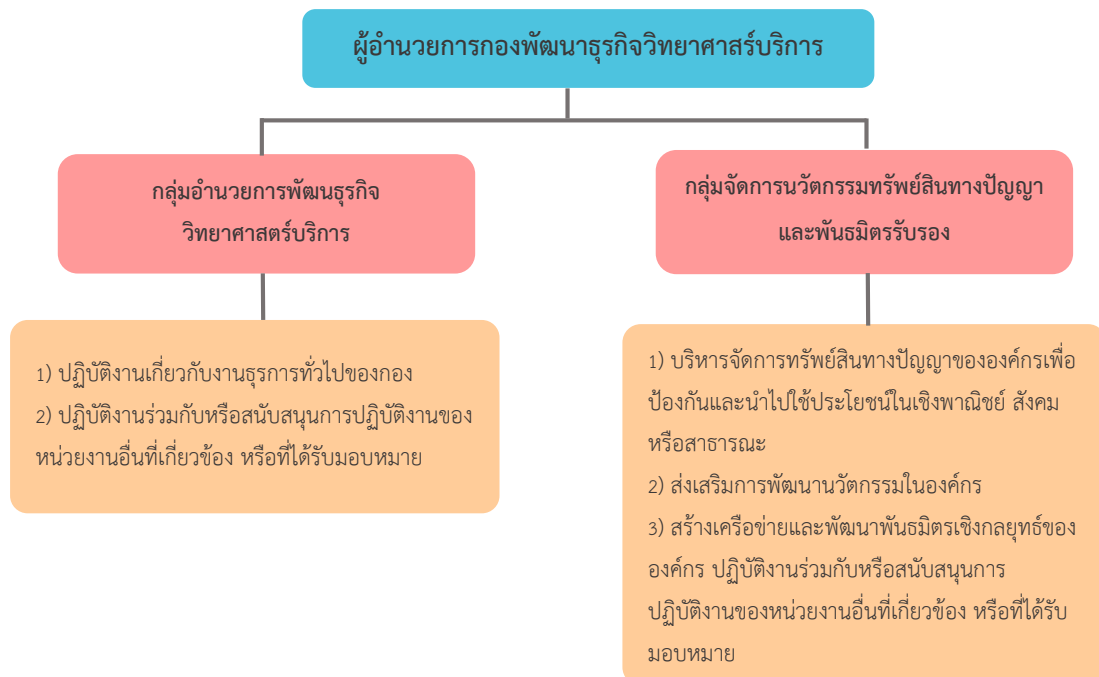 ผู้อำนวยการกองพัฒนาธุรกิจวิทยาศาสร์บริการ
กลุ่มอำนวยการพัฒนธุรกิจ
วิทยาศาสตร์บริการ
กลุ่มจัดการนวัตกรรมทรัพย์สินทางปัญญา
และพันธมิตรรับรอง
1) ปฏิบัติงานเกี่ยวกับงานธุรการทั่วไปของกอง
2) ปฏิบัติงานร่วมกับหรือสนับสนุนการปฏิบัติงานของ
หน่วยงานอื่นที่เกี่ยวข้อง หรือที่ได้รับมอบหมาย
1) บริหารจัดการทรัพย์สินทางปัญญาขององค์กรเพื่อ
ป้องกันและนำไปใช้ประโยชน์ในเชิงพาณิชย์ สังคม
หรือสาธารณะ
2) ส่งเสริมการพัฒนานวัตกรรมในองค์กร
3) สร้างเครือข่ายและพัฒนาพันธมิตรเชิงกลยุทธ์ของ
องค์กร ปฏิบัติงานร่วมกับหรือสนับสนุนการ
ปฏิบัติงานของหน่วยงานอื่นที่เกี่ยวข้อง หรือที่ได้รับ
มอบหมาย